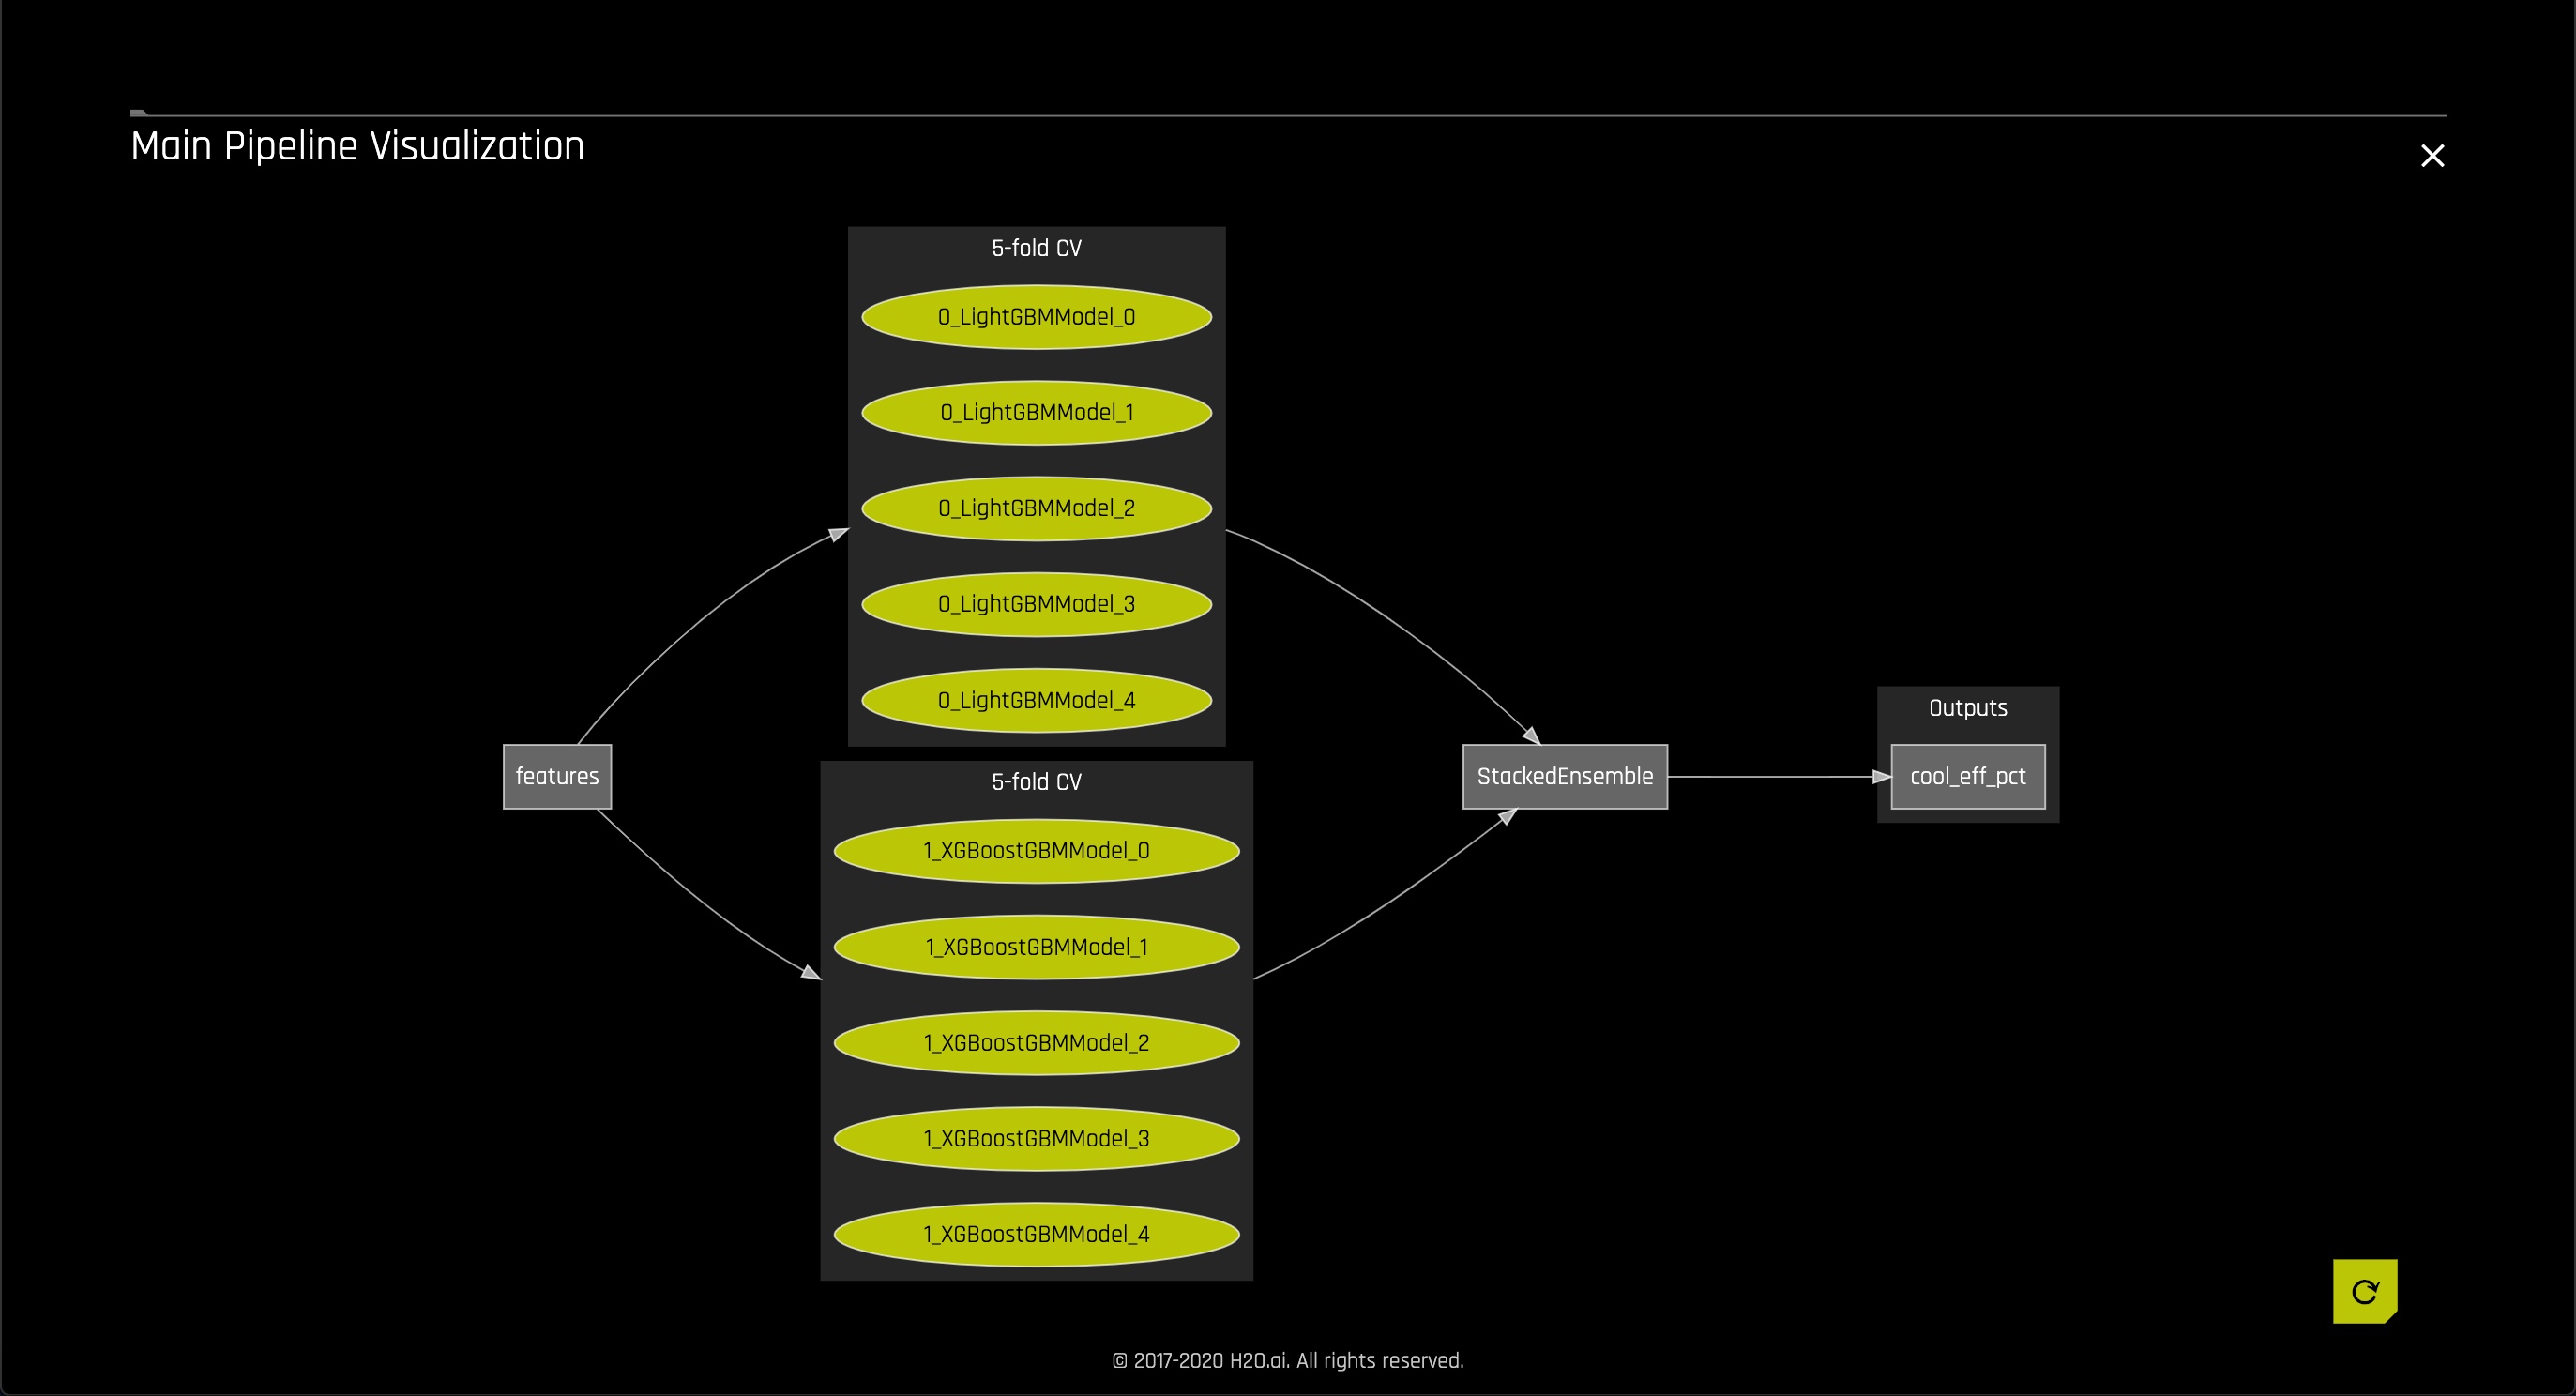 Main Pipeline Visualization
5-fold CV
0_LightGBMModel_0
0_LightGBMModel_1
0_LightGBMModel_2
0_LightGBMModel_3
0_LightGBMModel_4
features
5-fold CV
1_XGBoostGBMModel_0
1_XGBoostGBMModel_1
1_XGBoostGBMModel_2
1_XGBoostGBMModel_3
1_XGBoostGBMModel_4
StackedEnsemble
Outputs
cool_eff_pct
© 2017-2020 H2O.ai. All rights reserved.